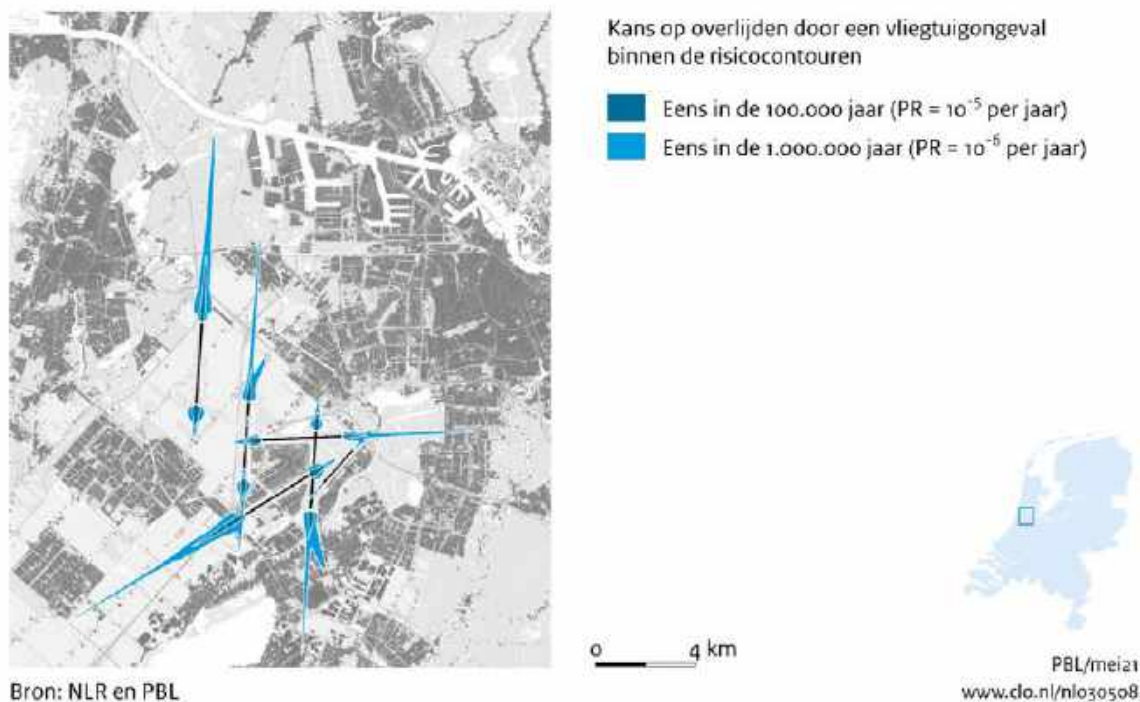 Kans op overlijden door een vliegtuigongeval
binnen de risicocontouren
Eens in de 100.000 jaar (PR = 10⁻⁵ per jaar)
Eens in de 1.000.000 jaar (PR = 10⁻⁶ per jaar)
0 4 km
Bron: NLR en PBL
PBL/mei21
www.clo.nl/nl030508